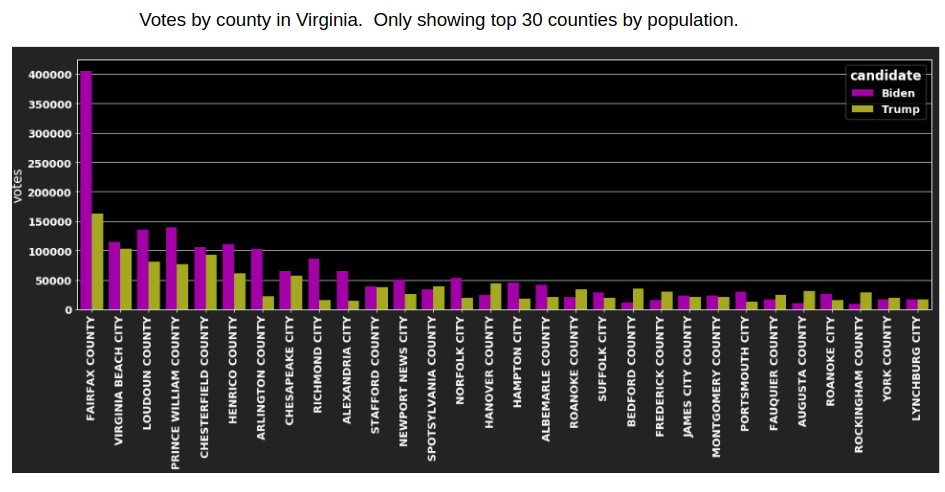 Votes by county in Virginia.  Only showing top 30 counties by population.
candidate
Biden
Trump
votes
400000
350000
300000
250000
200000
150000
100000
50000
0
FAIRFAX COUNTY
VIRGINIA BEACH CITY
LOUDOUN COUNTY
PRINCE WILLIAM COUNTY
CHESTERFIELD COUNTY
HENRICO COUNTY
ARLINGTON COUNTY
CHESAPEAKE CITY
RICHMOND CITY
ALEXANDRIA CITY
STAFFORD COUNTY
NEWPORT NEWS CITY
SPOTSYLVANIA COUNTY
NORFOLK CITY
HANOVER COUNTY
HAMPTON CITY
ALBEMARLE COUNTY
ROANOKE COUNTY
SUFFOLK CITY
BEDFORD COUNTY
FREDERICK COUNTY
JAMES CITY COUNTY
MONTGOMERY COUNTY
PORTSMOUTH CITY
FAUQUIER COUNTY
AUGUSTA COUNTY
ROANOKE CITY
ROCKINGHAM COUNTY
YORK COUNTY
LYNCHBURG CITY